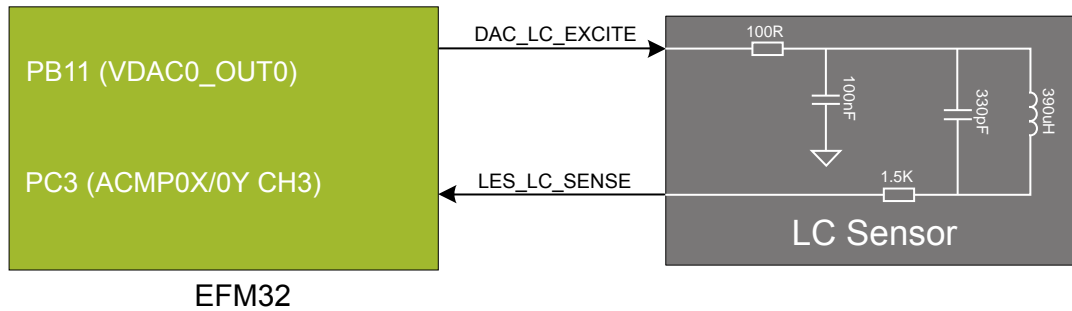 DAC_LC_EXCITE
100R
PB11 (VDAC0_OUT0)
100nF
330pF
390uH
PC3 (ACMP0X/0Y CH3)
LES_LC_SENSE
1.5K
LC Sensor
EFM32